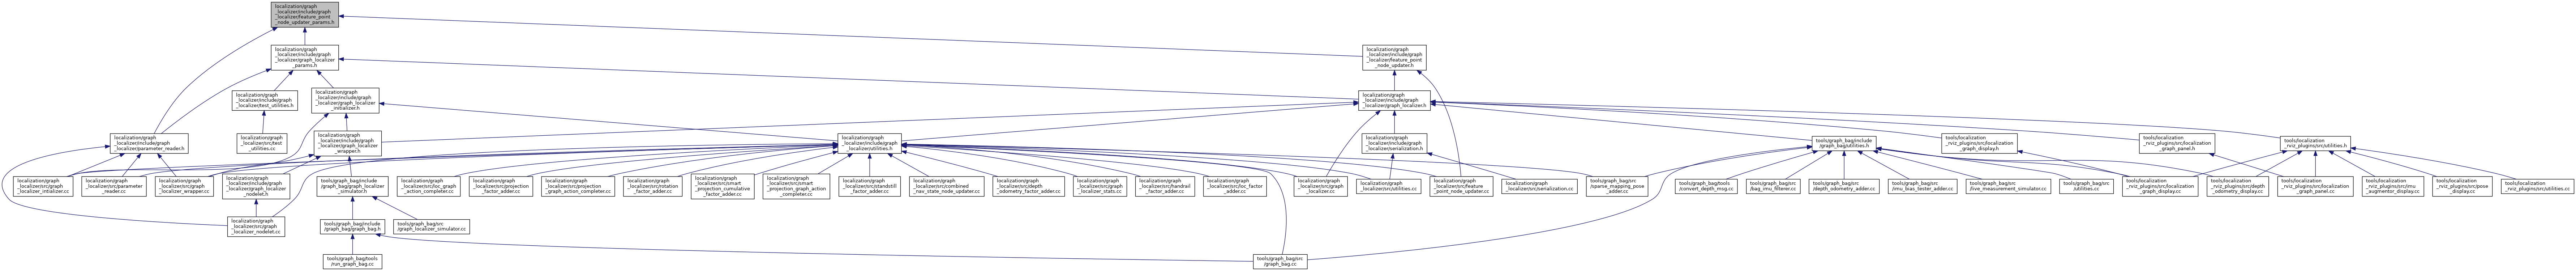 localization/graph
_localizer/include/graph
_localizer/feature_point
_node_updater_params.h
localization/graph
_localizer/include/graph
_localizer/graph_localizer
_params.h
localization/graph
_localizer/include/graph
_localizer/feature_point
_node_updater.h
localization/graph
_localizer/include/graph
_localizer/test_utilities.h
localization/graph
_localizer/include/graph
_localizer/graph_localizer
_initializer.h
localization/graph
_localizer/include/graph
_localizer/graph_localizer.h
localization/graph
_localizer/include/graph
_localizer/parameter_reader.h
localization/graph
_localizer/src/test
_utilities.cc
localization/graph
_localizer/include/graph
_localizer/graph_localizer
_wrapper.h
localization/graph
_localizer/include/graph
_localizer/utilities.h
localization/graph
_localizer/include/graph
_localizer/serialization.h
tools/graph_bag/include
/graph_bag/utilities.h
tools/localization
_rviz_plugins/src/localization
_graph_display.h
tools/localization
_rviz_plugins/src/localization
_graph_panel.h
tools/localization
_rviz_plugins/src/utilities.h
localization/graph
_localizer/src/graph
_localizer_initializer.cc
localization/graph
_localizer/src/parameter
_reader.cc
localization/graph
_localizer/src/graph
_localizer_wrapper.cc
localization/graph
_localizer/include/graph
_localizer/graph_localizer
_nodelet.h
tools/graph_bag/include
/graph_bag/graph_localizer
_simulator.h
localization/graph
_localizer/src/loc_graph
_action_completer.cc
localization/graph
_localizer/src/projection
_factor_adder.cc
localization/graph
_localizer/src/projection
_graph_action_completer.cc
localization/graph
_localizer/src/rotation
_factor_adder.cc
localization/graph
_localizer/src/smart
_projection_cumulative
_factor_adder.cc
localization/graph
_localizer/src/smart
_projection_graph_action
_completer.cc
localization/graph
_localizer/src/standstill
_factor_adder.cc
localization/graph
_localizer/src/combined
_nav_state_node_updater.cc
localization/graph
_localizer/src/depth
_odometry_factor_adder.cc
localization/graph
_localizer/src/graph
_localizer_stats.cc
localization/graph
_localizer/src/handrail
_factor_adder.cc
localization/graph
_localizer/src/loc_factor
_adder.cc
localization/graph
_localizer/src/graph
_localizer.cc
localization/graph
_localizer/src/utilities.cc
localization/graph
_localizer/src/feature
_point_node_updater.cc
localization/graph
_localizer/src/serialization.cc
tools/graph_bag/src
/sparse_mapping_pose
_adder.cc
tools/graph_bag/tools
/convert_depth_msg.cc
tools/graph_bag/src
/bag_imu_filterer.cc
tools/graph_bag/src
/depth_odometry_adder.cc
tools/graph_bag/src
/imu_bias_tester_adder.cc
tools/graph_bag/src
/live_measurement_simulator.cc
tools/graph_bag/src
/utilities.cc
tools/localization
_rviz_plugins/src/localization
_graph_display.cc
tools/localization
_rviz_plugins/src/depth
_odometry_display.cc
tools/localization
_rviz_plugins/src/localization
_graph_panel.cc
tools/localization
_rviz_plugins/src/imu
_augmentor_display.cc
tools/localization
_rviz_plugins/src/pose
_display.cc
tools/localization
_rviz_plugins/src/utilities.cc
localization/graph
_localizer/src/graph
_localizer_nodelet.cc
tools/graph_bag/include
/graph_bag/graph_bag.h
tools/graph_bag/src
/graph_localizer_simulator.cc
tools/graph_bag/tools
/run_graph_bag.cc
tools/graph_bag/src
/graph_bag.cc